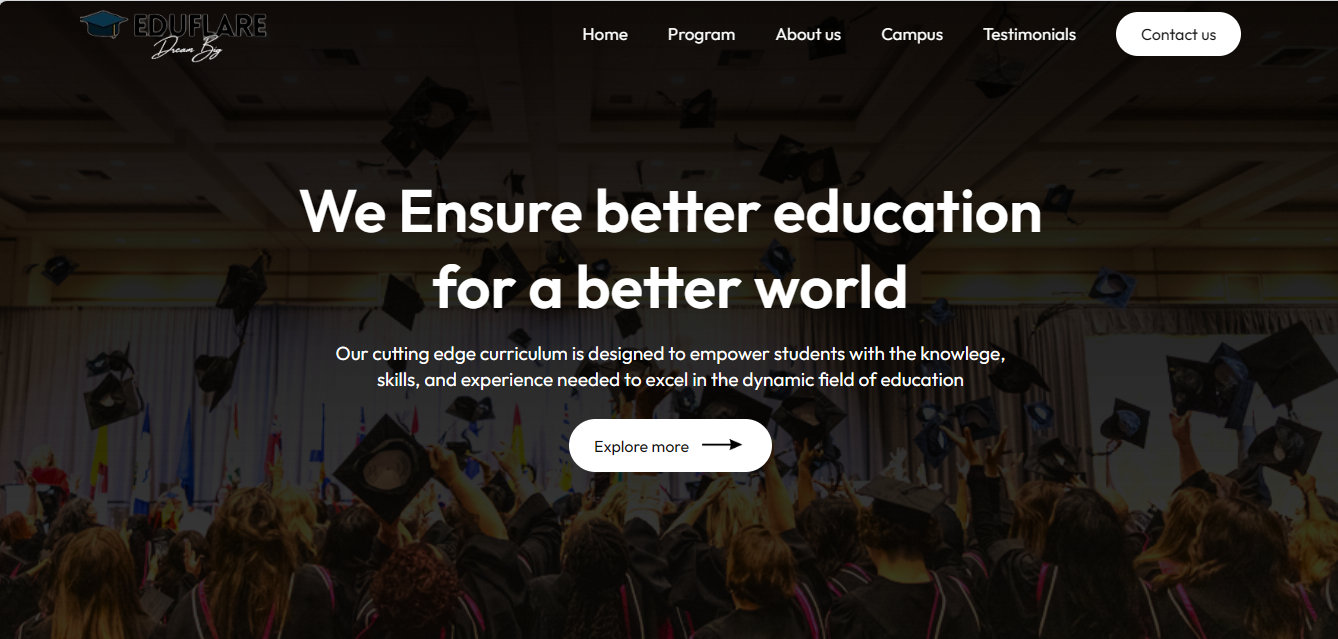 EDUFLARE
Dream Big
Home
Program
About us
Campus
Testimonials
Contact us
We Ensure better education
for a better world
Our cutting edge curriculum is designed to empower students with the knowlege,
skills, and experience needed to excel in the dynamic field of education
Explore more